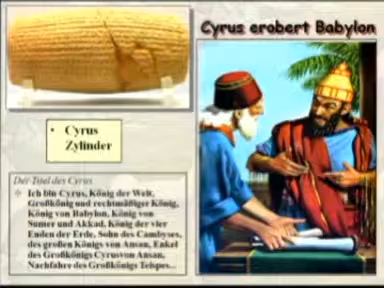 Cyrus erobert Babylon
• Cyrus
Zylinder
Der Titel des Cyrus
Ich bin Cyrus, König der Welt,
Großkönig und rechtmäßiger König,
König von Babylon, König von
Sumer und Akkad, König der vier
Enden der Erde, Sohn des Cambyses,
des großen Königs von Ansan, Enkel
des Großkönigs Cyrus von Ansan,
Nachfahre des Großkönigs Teispes...